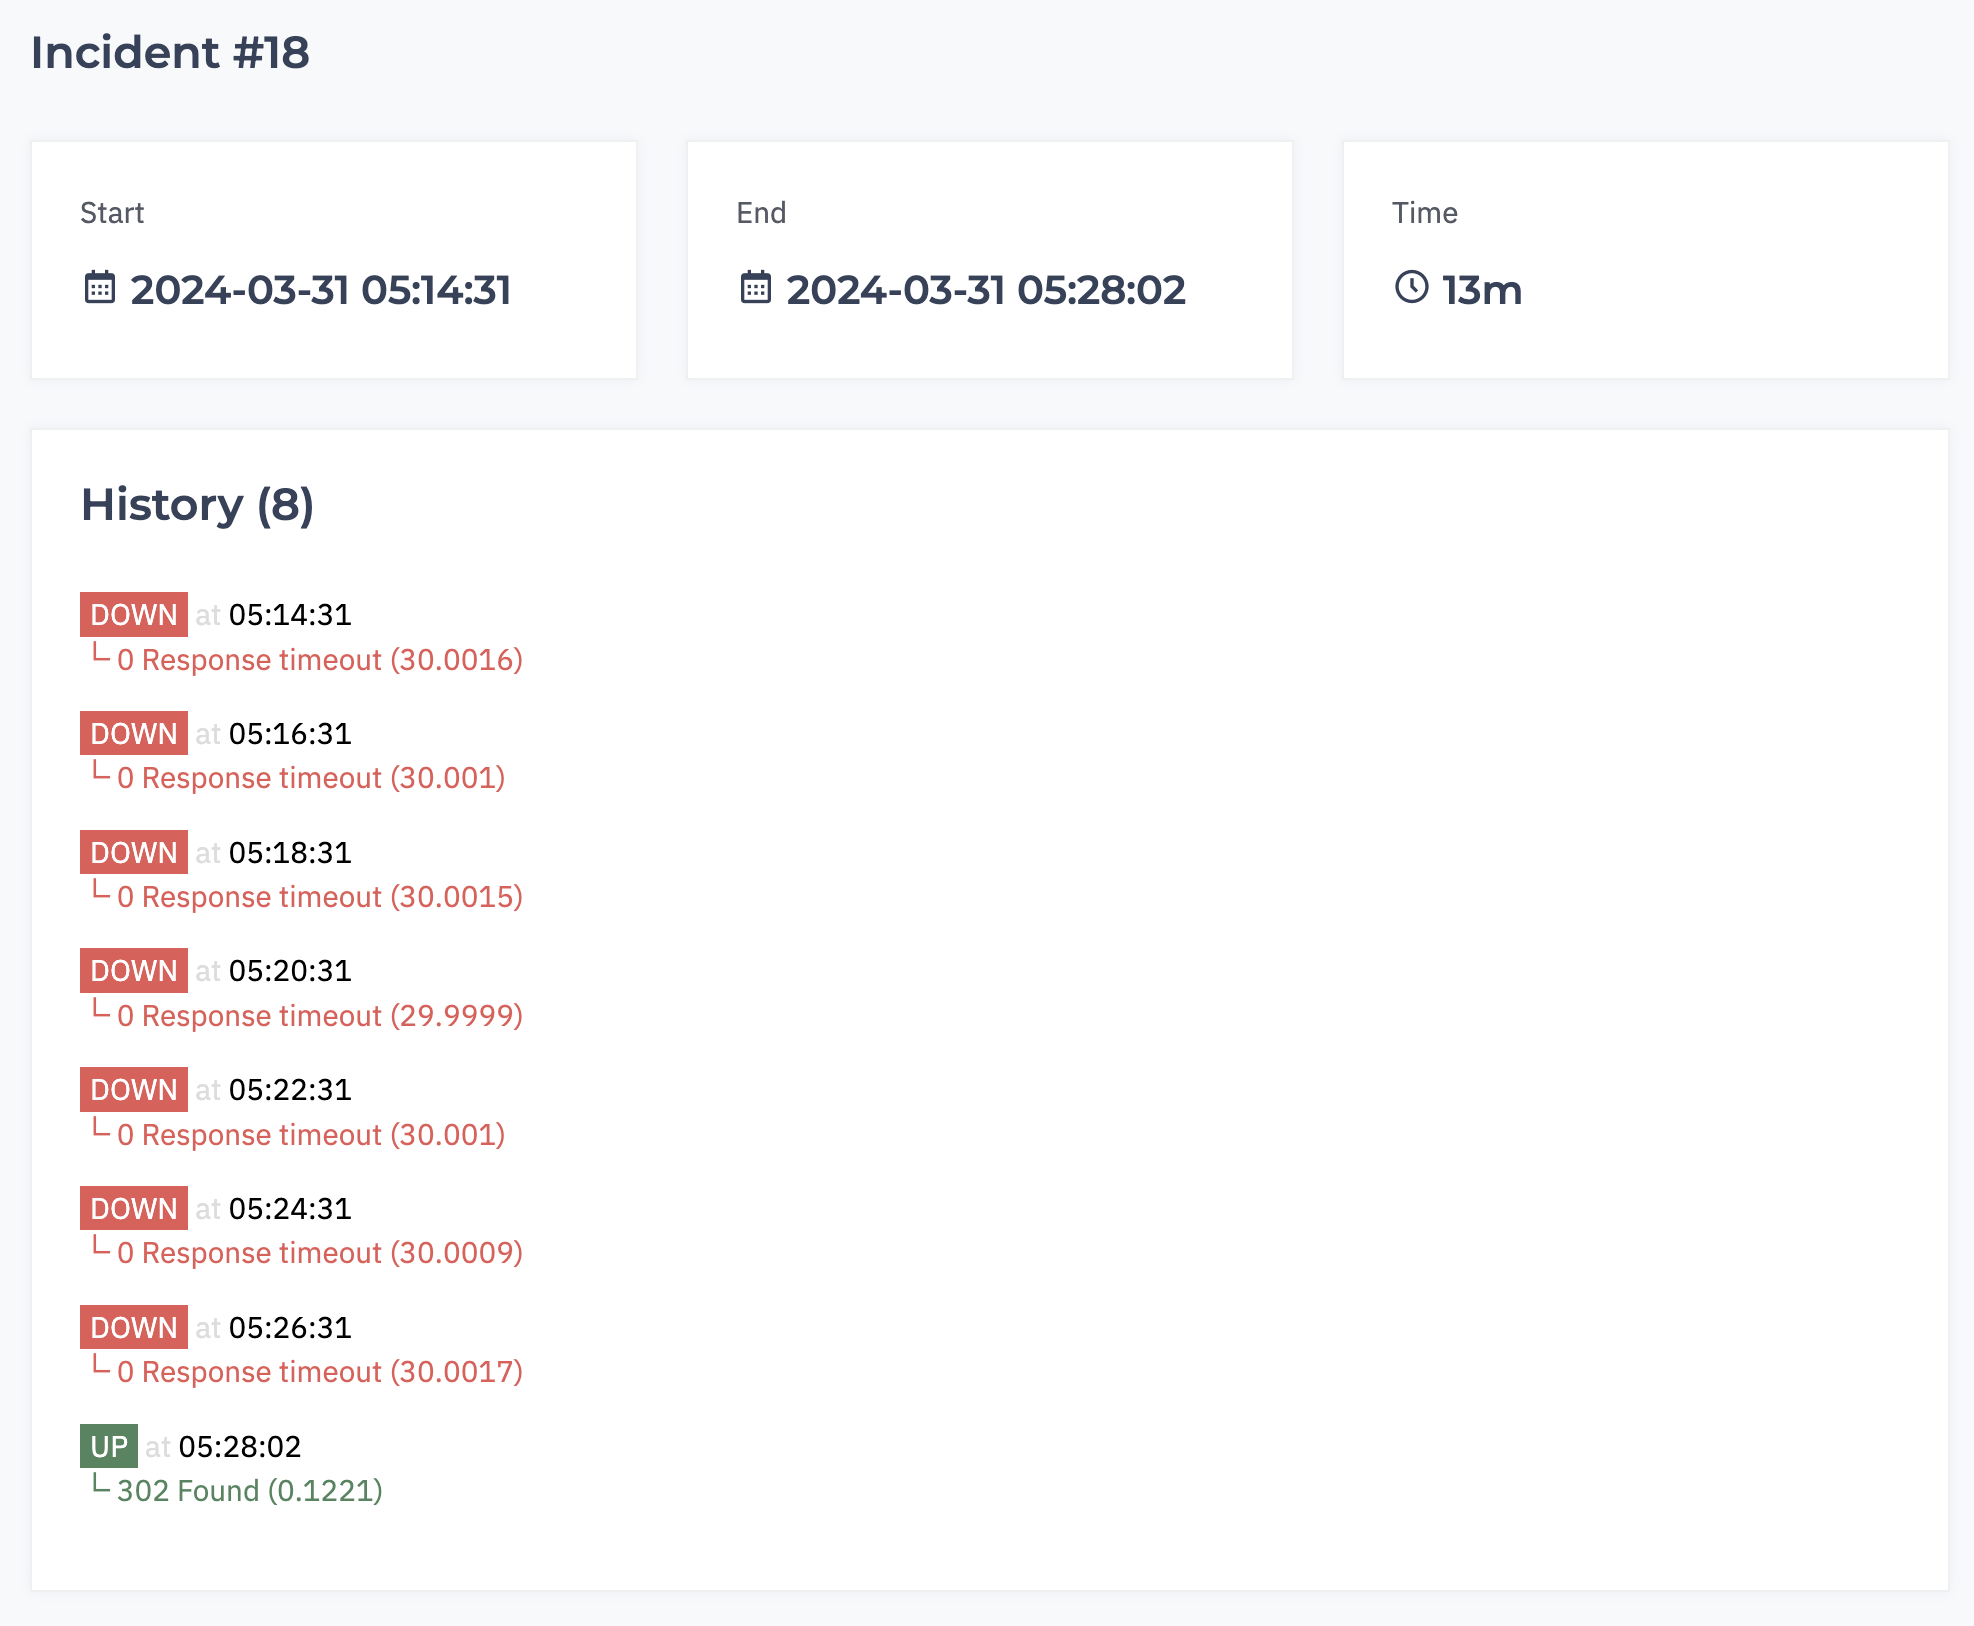 Incident #18
Start
2024-03-31 05:14:31
End
2024-03-31 05:28:02
Time
13m
History (8)
DOWN at 05:14:31
0 Response timeout (30.0016)
DOWN at 05:16:31
0 Response timeout (30.001)
DOWN at 05:18:31
0 Response timeout (30.0015)
DOWN at 05:20:31
0 Response timeout (29.9999)
DOWN at 05:22:31
0 Response timeout (30.001)
DOWN at 05:24:31
0 Response timeout (30.0009)
DOWN at 05:26:31
0 Response timeout (30.0017)
UP at 05:28:02
302 Found (0.1221)